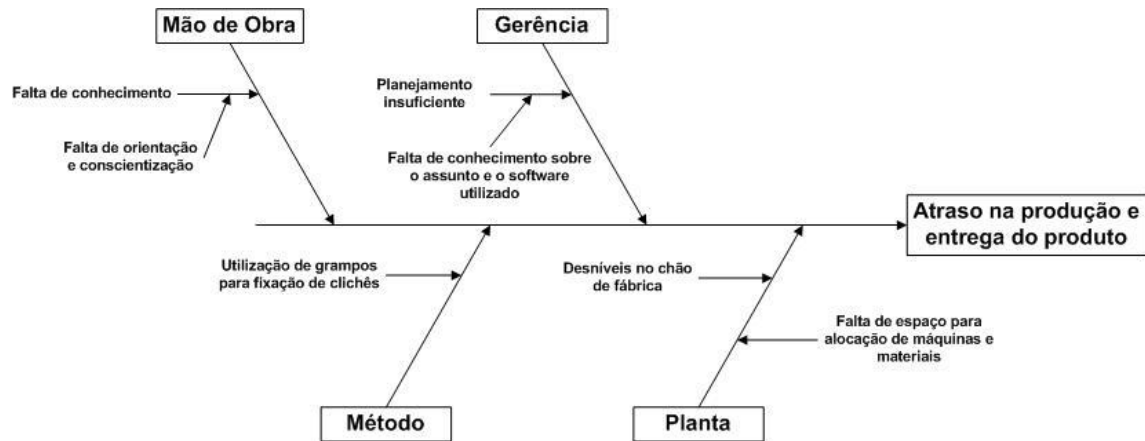 Mão de Obra
Gerência
Falta de conhecimento
Planejamento
insuficiente
Falta de orientação
e conscientização
Falta de conhecimento sobre
o assunto e o software
utilizado
Atraso na produção e
entrega do produto
Utilização de grampos
para fixação de clichês
Desníveis no chão
de fábrica
Falta de espaço para
alocação de máquinas e
materiais
Método
Planta